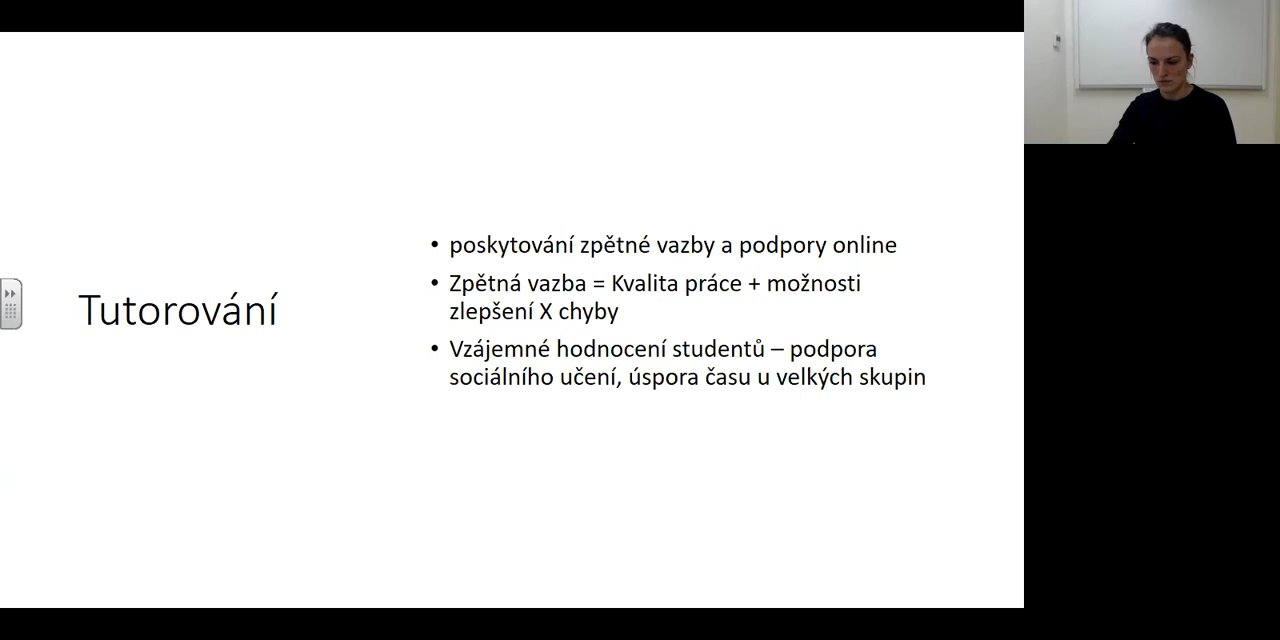 Tutorování
• poskytování zpětné vazby a podpory online
• Zpětná vazba = Kvalita práce + možnosti
zlepšení X chyby
• Vzájemné hodnocení studentů – podpora
sociálního učení, úspora času u velkých skupin